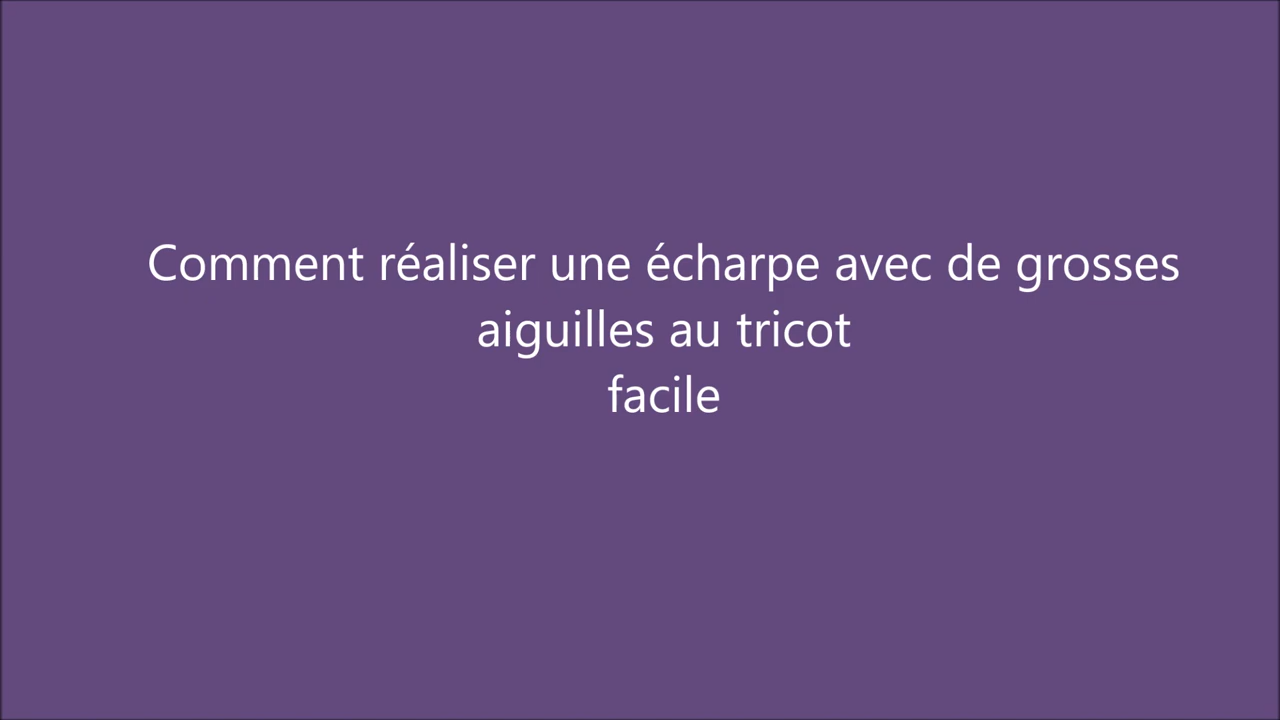 Comment réaliser une écharpe avec de grosses
aiguilles au tricot
facile